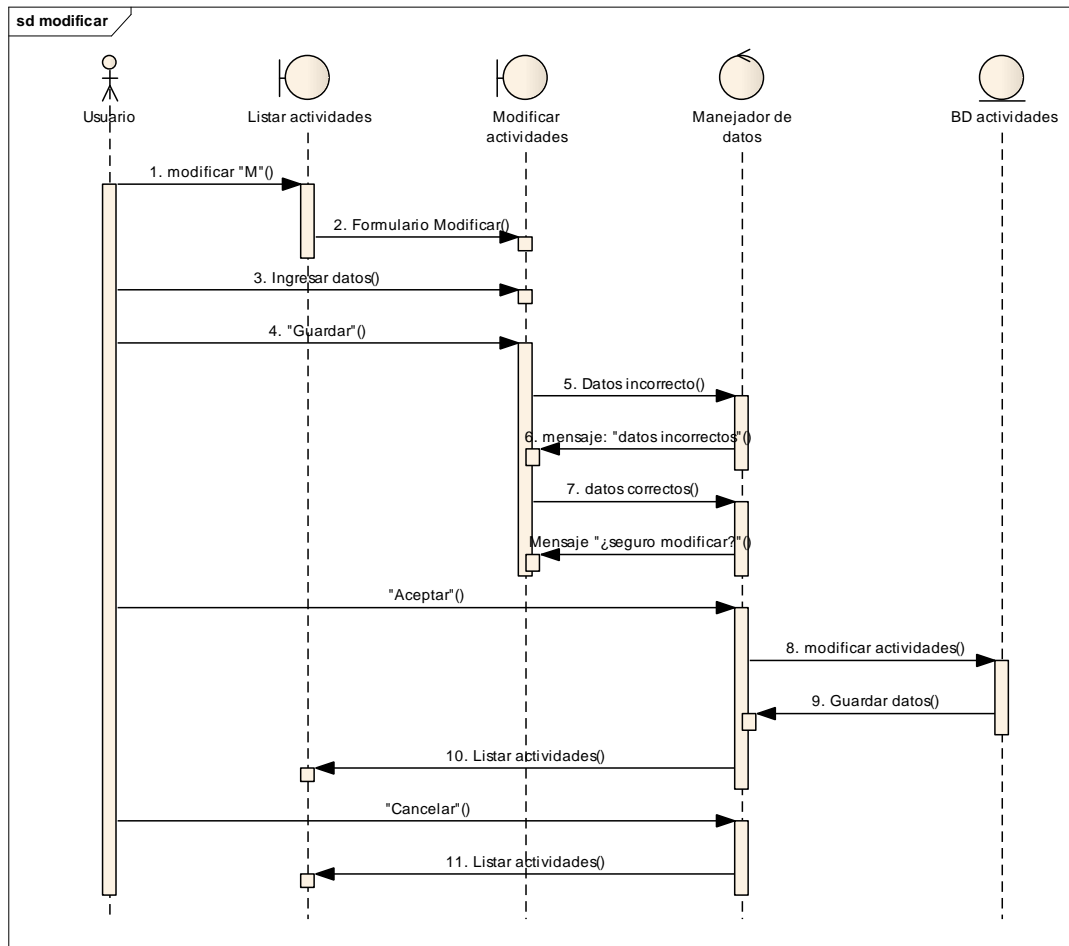 sd modificar
Usuario
Listar actividades
Modificar
actividades
Manejador de
datos
BD actividades
1. modificar "M"()
2. Formulario Modificar()
3. Ingresar datos()
4. "Guardar"()
5. Datos incorrecto()
6. mensaje: "datos incorrectos"()
7. datos correctos()
Mensaje "¿seguro modificar?"()
"Aceptar"()
8. modificar actividades()
9. Guardar datos()
10. Listar actividades()
"Cancelar"()
11. Listar actividades()